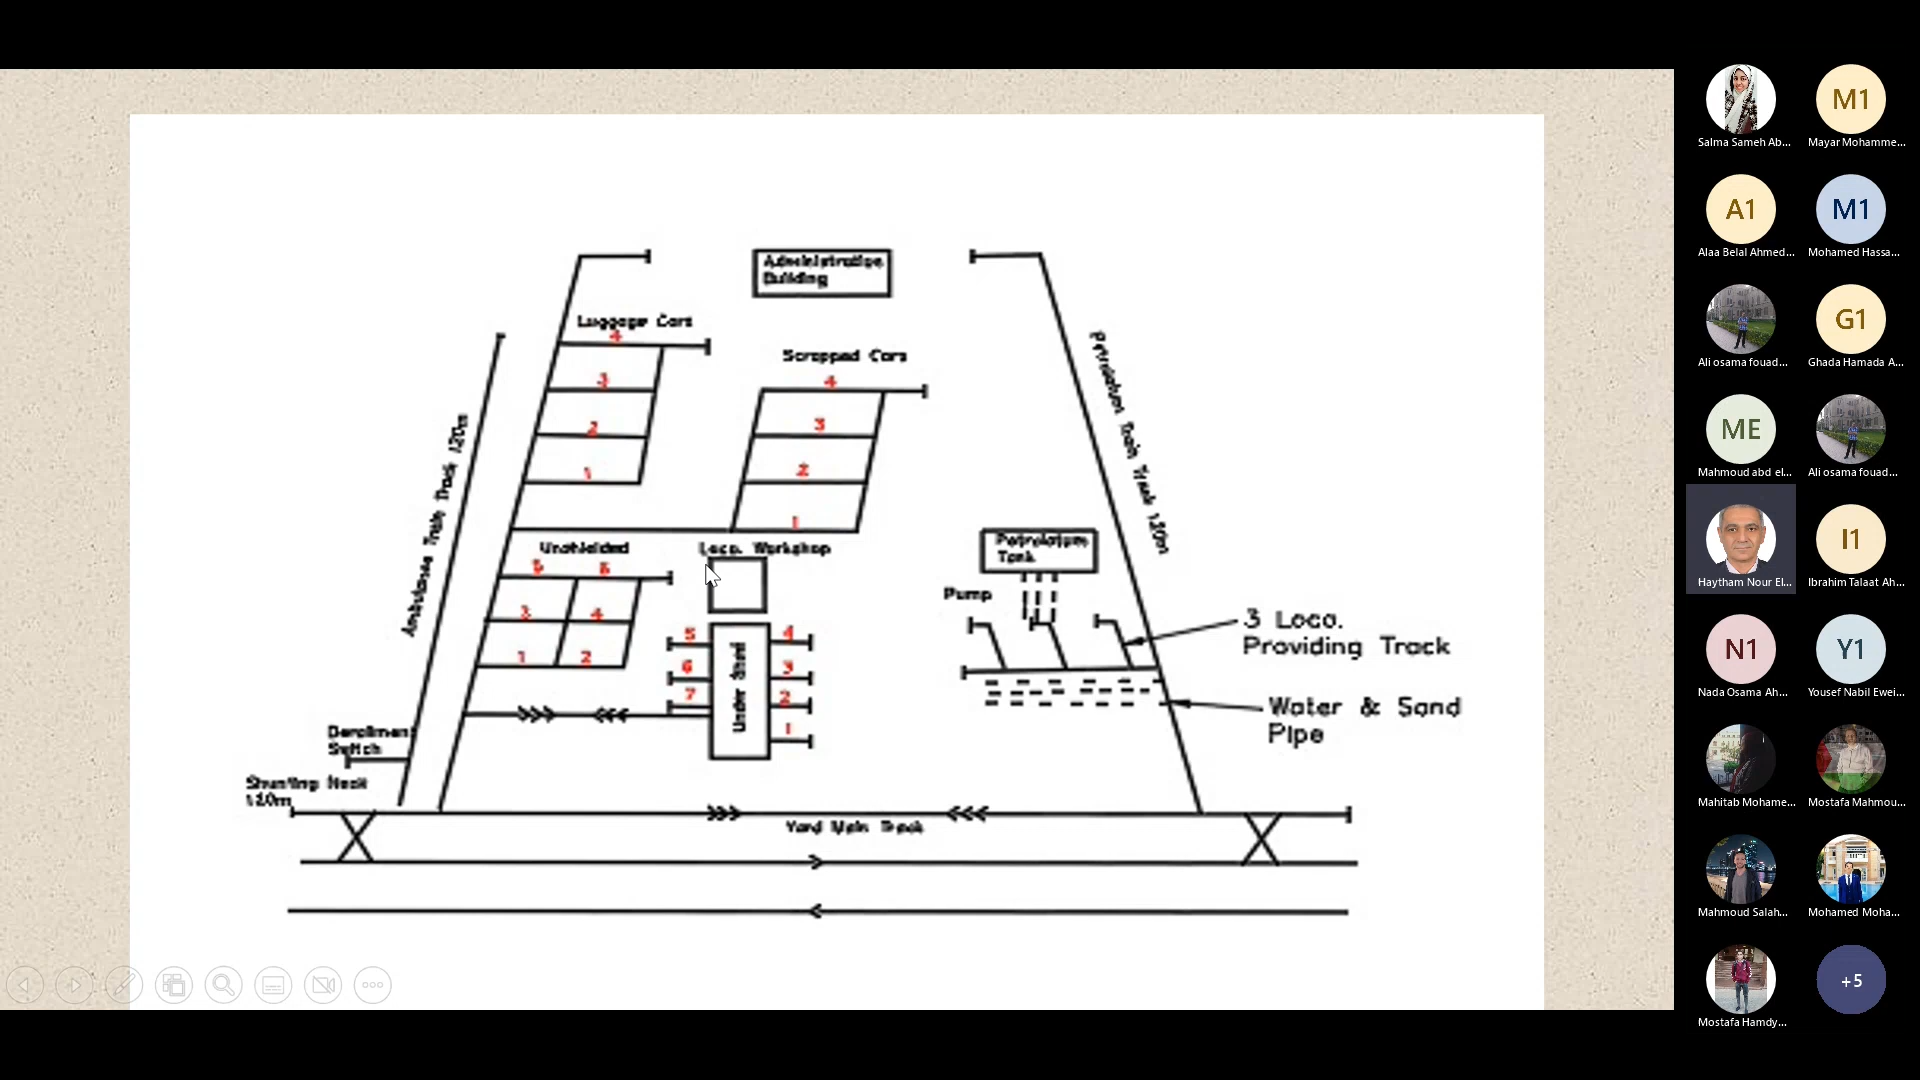 Administration
Building
Luggage Cars
4
3
2
1
Scrapped Cars
4
3
2
1
Ambulance Train Track 120m
Petrolatum Train Track 150m
Unshielded
5 6
3 4
1 2
Loco. Workshop
Under Shed
5
6
7
4
3
2
1
Petrolatum
Tank
Pump
3 Loco.
Providing Track
Water & Sand
Pipe
Derailment
Switch
Shunting Neck
120m
Yard Main Track
Salma Sameh Ab...
M1
Mayar Mohamme...
A1
Alaa Belal Ahmed...
M1
Mohamed Hassa...
Ali osama fouad...
G1
Ghada Hamada A...
ME
Mahmoud abd el...
Ali osama fouad...
Haytham Nour El...
I1
Ibrahim Talaat Ah...
N1
Nada Osama Ah...
Y1
Yousef Nabil Ewei...
Mahitab Mohame...
Mostafa Mahmou...
Mahmoud Salah...
Mohamed Moha...
Mostafa Hamdy...
+5